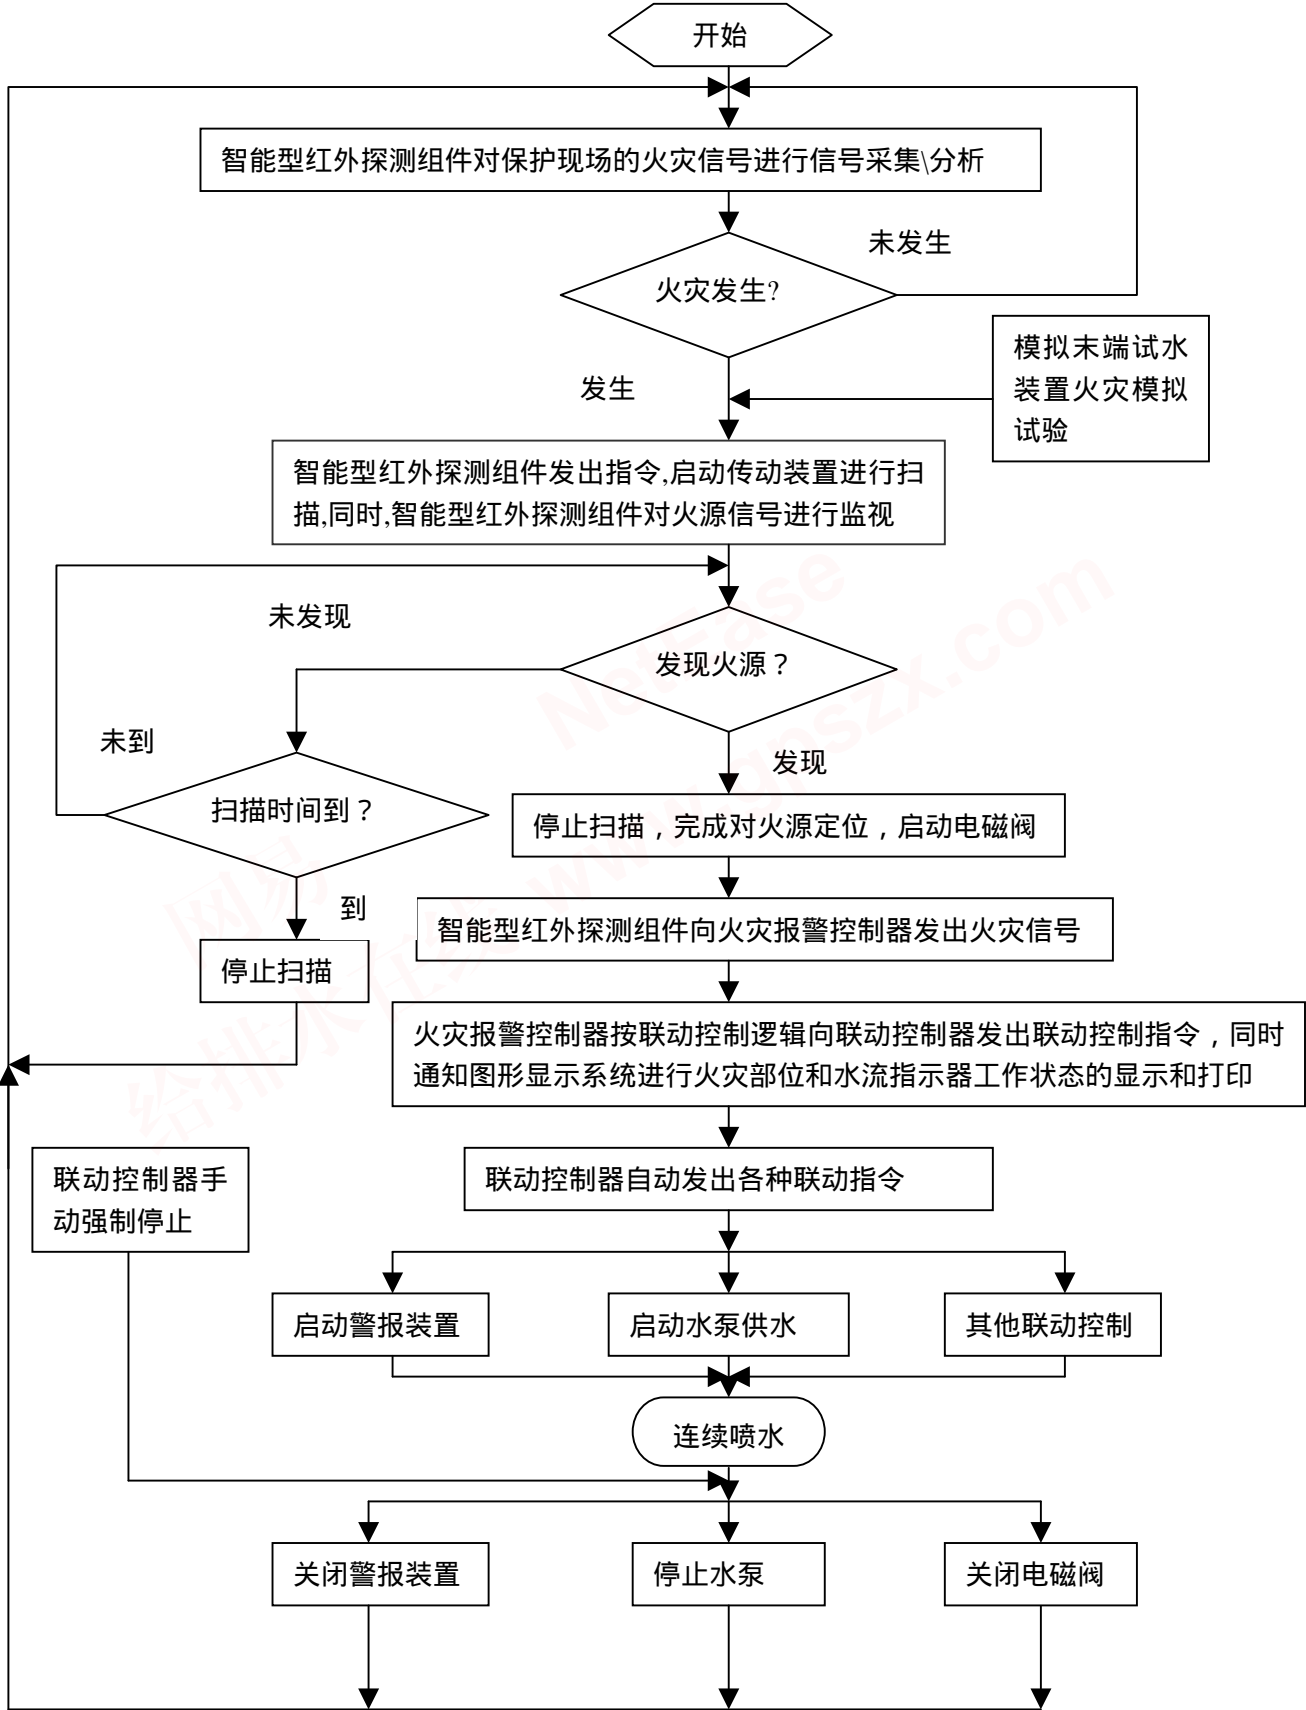 开始
智能型红外探测组件对保护现场的火灾信号进行信号采集\分析
未发生
火灾发生?
模拟末端试水
装置火灾模拟
试验
发生
智能型红外探测组件发出指令,启动传动装置进行扫
描,同时,智能型红外探测组件对火源信号进行监视
未发现
发现火源？
未到
发现
扫描时间到？
停止扫描，完成对火源定位，启动电磁阀
到
智能型红外探测组件向火灾报警控制器发出火灾信号
停止扫描
火灾报警控制器按联动控制逻辑向联动控制器发出联动控制指令，同时
通知图形显示系统进行火灾部位和水流指示器工作状态的显示和打印
联动控制器手
动强制停止
联动控制器自动发出各种联动指令
启动警报装置
启动水泵供水
其他联动控制
连续喷水
关闭警报装置
停止水泵
关闭电磁阀
网易 NetEase
给排水在线 www.gpszx.com